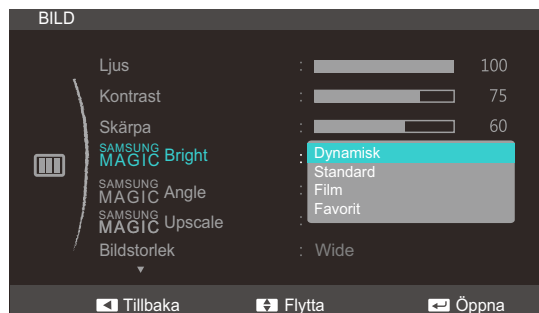 BILD
Ljus : 100
Kontrast : 75
Skärpa : 60
SAMSUNG MAGIC Bright : Dynamisk
Standard
Film
Favorit
SAMSUNG MAGIC Angle :
SAMSUNG MAGIC Upscale :
Bildstorlek : Wide
Tillbaka Flytta Öppna